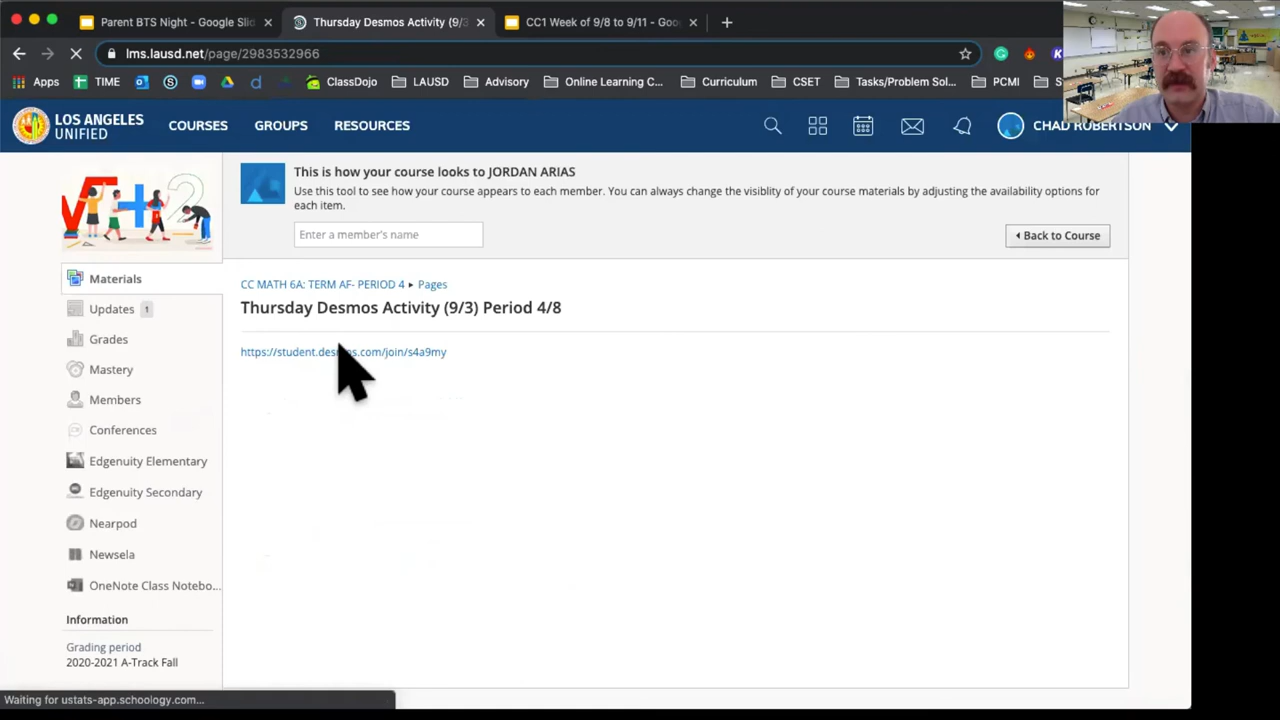 Parent BTS Night - Google Slid
Thursday Desmos Activity (9/3
CC1 Week of 9/8 to 9/11 - Goo
lms.lausd.net/page/2983532966
Apps
TIME
ClassDojo
LAUSD
Advisory
Online Learning C...
Curriculum
CSET
Tasks/Problem Sol...
PCMI
LOS ANGELES
UNIFIED
COURSES
GROUPS
RESOURCES
CHAD ROBERTSON
This is how your course looks to JORDAN ARIAS
Use this tool to see how your course appears to each member. You can always change the visiblity of your course materials by adjusting the availability options for
each item.
Enter a member's name
Back to Course
Materials
Updates 1
Grades
Mastery
Members
Conferences
Edgenuity Elementary
Edgenuity Secondary
Nearpod
Newsela
OneNote Class Notebo...
Information
Grading period
2020-2021 A-Track Fall
CC MATH 6A: TERM AF- PERIOD 4 ▸ Pages
Thursday Desmos Activity (9/3) Period 4/8
https://student.desmos.com/join/s4a9my
Waiting for ustats-app.schoology.com...